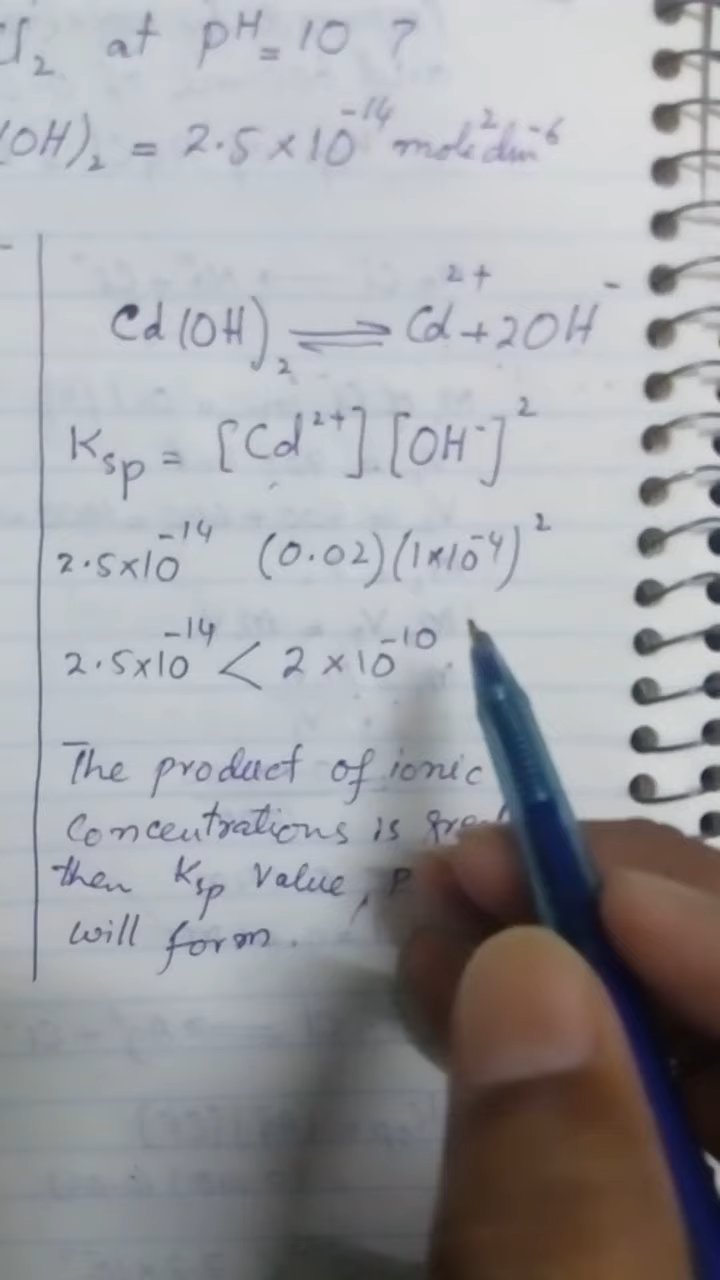 at pH = 10 ?
(OH)₂ = 2.5×10⁻¹⁴ mole² dm⁻⁶
Cd(OH)₂ ⇌ Cd²⁺ + 2OH⁻
Ksp = [Cd²⁺][OH⁻]²
2.5×10⁻¹⁴ (0.02)(1×10⁻⁴)²
2.5×10⁻¹⁴ < 2×10⁻¹⁰
The product of ionic
Concentrations is
then Ksp value,
will form.